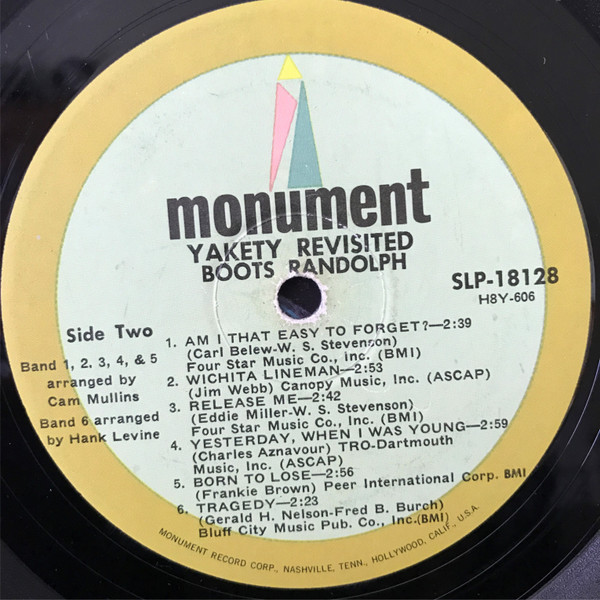 monument
YAKETY REVISITED
BOOTS RANDOLPH
SLP-18128
H8Y-606
Side Two
Band 1, 2, 3, 4, & 5
arranged by
Cam Mullins
Band 6 arranged
by Hank Levine
1. AM I THAT EASY TO FORGET?—2:39
(Carl Belew-W. S. Stevenson)
Four Star Music Co., Inc. (BMI)
2. WICHITA LINEMAN—2:53
(Jim Webb) Canopy Music, Inc. (ASCAP)
3. RELEASE ME—2:42
(Eddie Miller-W. S. Stevenson)
Four Star Music Co., Inc. (BMI)
4. YESTERDAY, WHEN I WAS YOUNG—2:59
(Charles Aznavour) TRO-Dartmouth
Music, Inc. (ASCAP)
5. BORN TO LOSE—2:56
(Frankie Brown) Peer International Corp. BMI
6. TRAGEDY—2:23
(Gerald H. Nelson-Fred B. Burch)
Bluff City Music Pub. Co., Inc.(BMI)
MONUMENT RECORD CORP., NASHVILLE, TENN., HOLLYWOOD, CALIF., U.S.A.